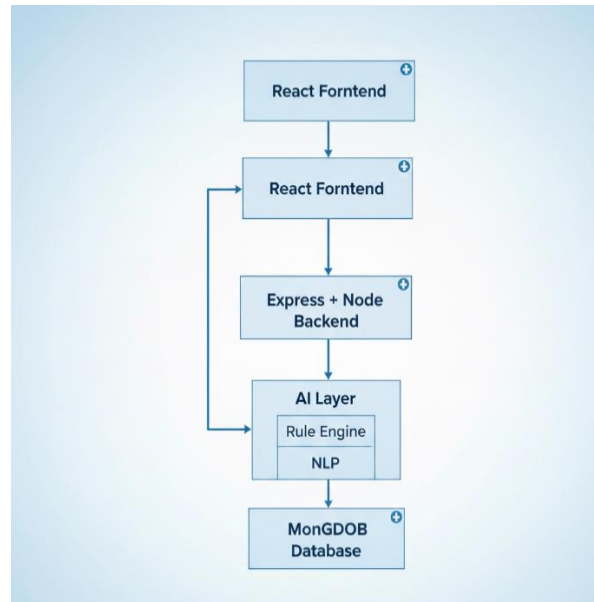 React Forntend
React Forntend
Express + Node
Backend
AI Layer
Rule Engine
NLP
MonGDOB
Database